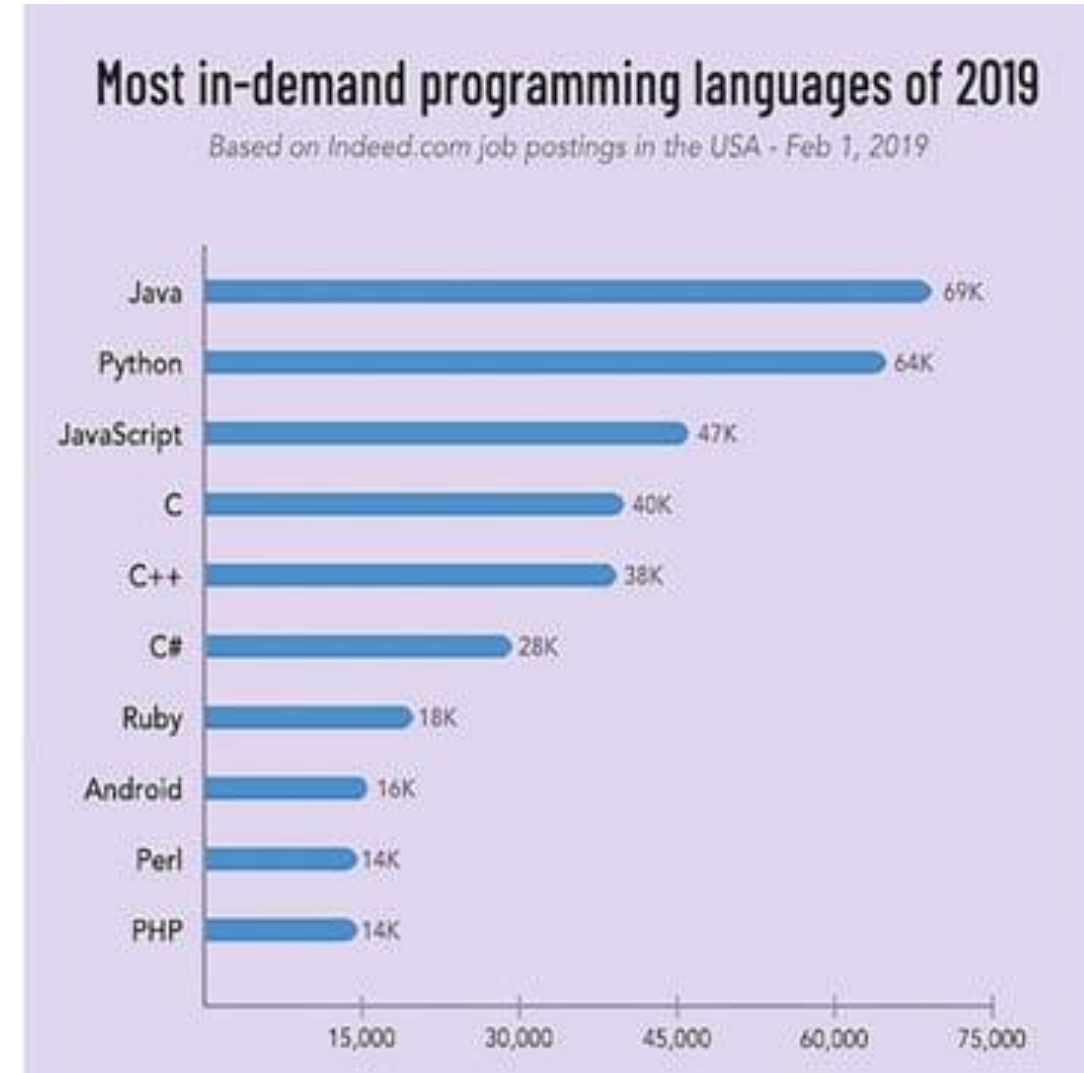 Most in-demand programming languages of 2019
Based on Indeed.com job postings in the USA - Feb 1, 2019
Java 69K
Python 64K
JavaScript 47K
C 40K
C++ 38K
C# 28K
Ruby 18K
Android 16K
Perl 14K
PHP 14K
15,000 30,000 45,000 60,000 75,000